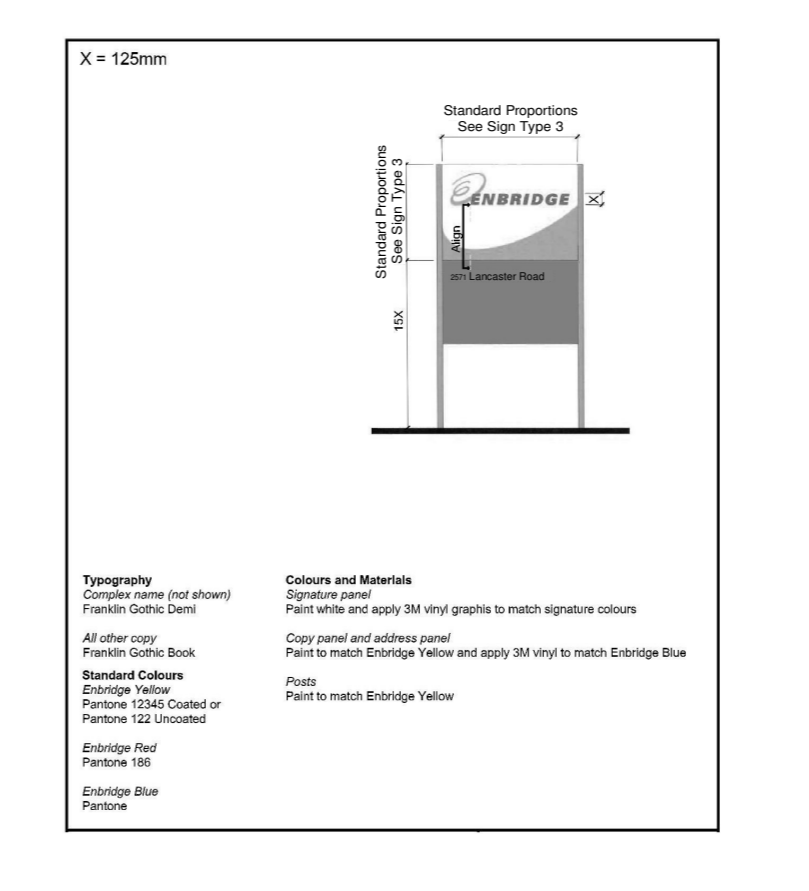 X = 125mm
Standard Proportions
See Sign Type 3
Standard Proportions
See Sign Type 3
ENBRIDGE
X
Align
2571 Lancaster Road
15X
Typography
Complex name (not shown)
Franklin Gothic Demi
All other copy
Franklin Gothic Book
Standard Colours
Enbridge Yellow
Pantone 12345 Coated or
Pantone 122 Uncoated
Enbridge Red
Pantone 186
Enbridge Blue
Pantone
Colours and Materials
Signature panel
Paint white and apply 3M vinyl graphis to match signature colours
Copy panel and address panel
Paint to match Enbridge Yellow and apply 3M vinyl to match Enbridge Blue
Posts
Paint to match Enbridge Yellow